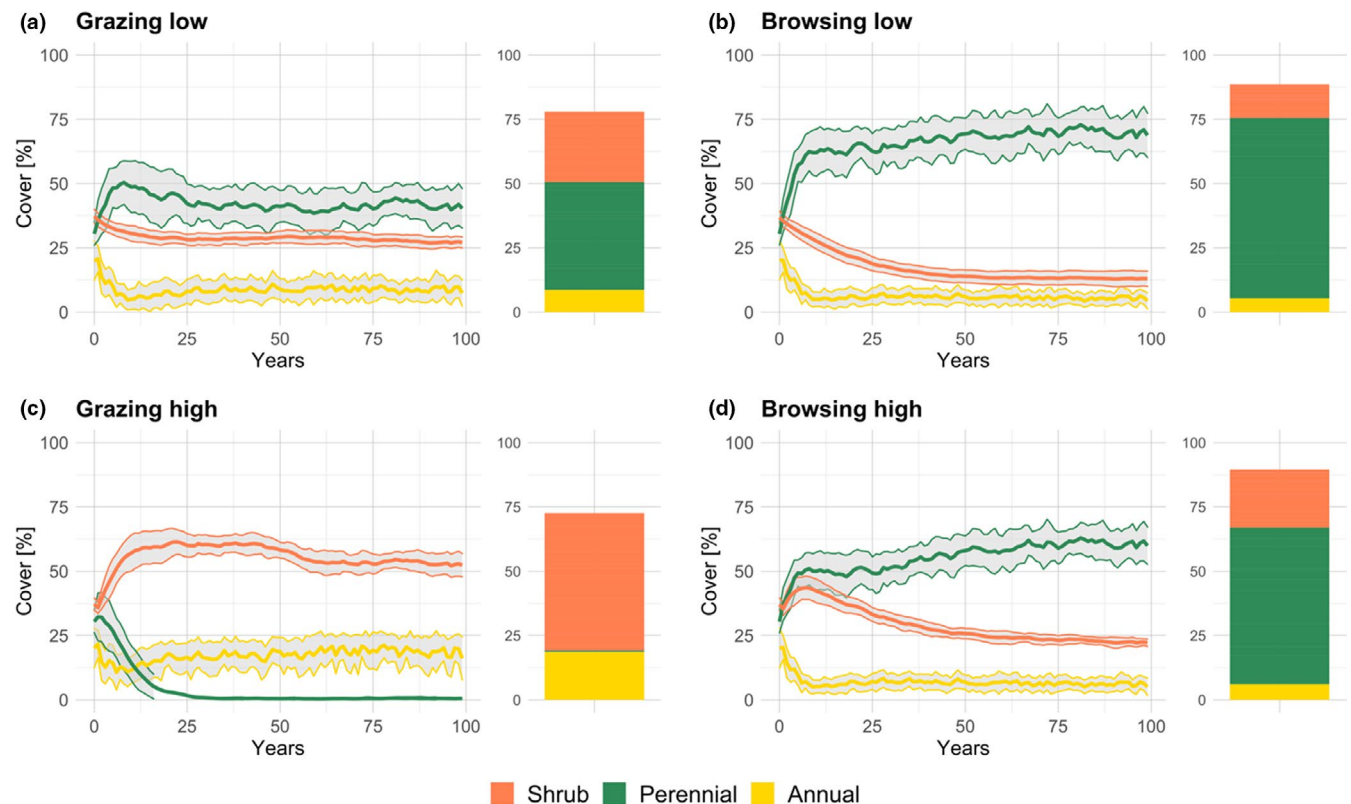 (a) Grazing low
(b) Browsing low
100
75
50
25
0
Cover [%]
0 25 50 75 100
Years
100
75
50
25
0
100
75
50
25
0
Cover [%]
0 25 50 75 100
Years
100
75
50
25
0
(c) Grazing high
(d) Browsing high
100
75
50
25
0
Cover [%]
0 25 50 75 100
Years
100
75
50
25
0
100
75
50
25
0
Cover [%]
0 25 50 75 100
Years
100
75
50
25
0
Shrub Perennial Annual